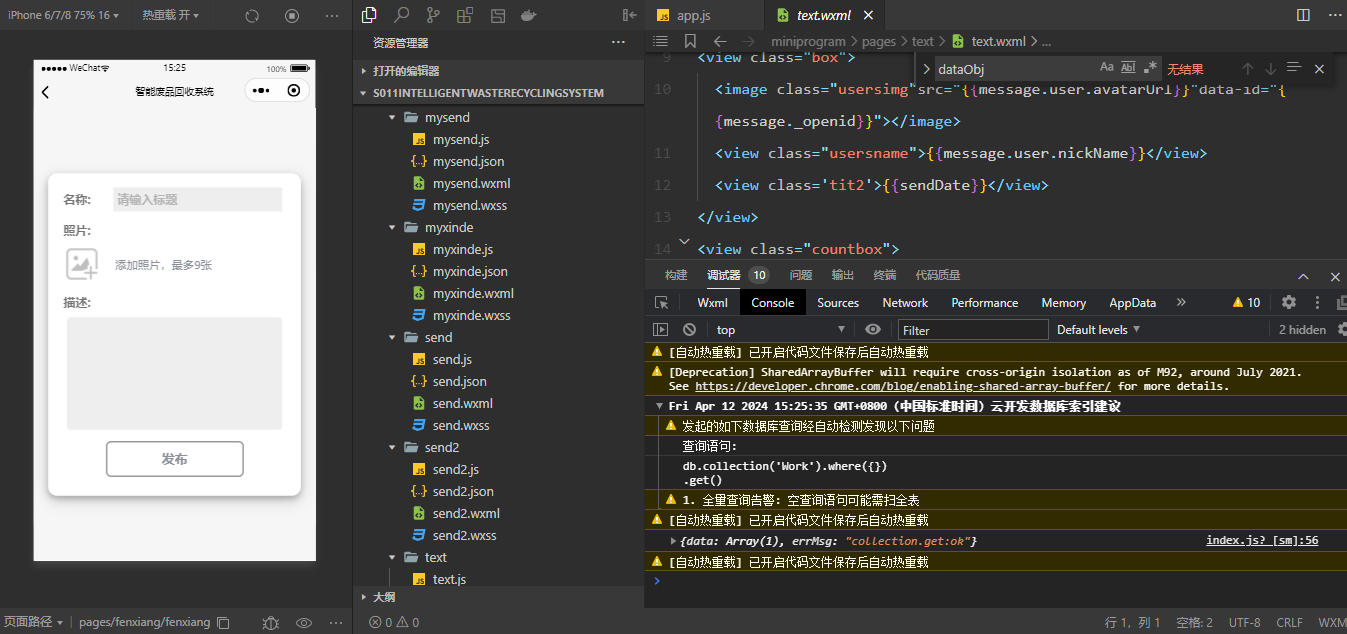 iPhone 6/7/8 75% 16
热重载 开
WeChat
15:25
100%
智能废品回收系统
名称:
请输入标题
照片:
添加照片，最多9张
描述:
发布
页面路径
pages/fenxiang/fenxiang
资源管理器
打开的编辑器
S011INTELLIGENTWASTERECYCLINGSYSTEM
mysend
mysend.js
mysend.json
mysend.wxml
mysend.wxss
myxinde
myxinde.js
myxinde.json
myxinde.wxml
myxinde.wxss
send
send.js
send.json
send.wxml
send.wxss
send2
send2.js
send2.json
send2.wxml
send2.wxss
text
text.js
大纲
0 0
app.js
text.wxml
miniprogram > pages > text > text.wxml > ...
dataObj
Aa Abl .*
无结果
9 <view class="box">
10 <image class="usersimg"src="{{message.user.avatarUrl}}"data-id="{
{message._openid}}"></image>
11 <view class="usersname">{{message.user.nickName}}</view>
12 <view class='tit2'>{{sendDate}}</view>
13 </view>
14 <view class="countbox">
构建 调试器 10 问题 输出 终端 代码质量
Wxml Console Sources Network Performance Memory AppData » 10
top Filter Default levels 2 hidden
[自动热重载] 已开启代码文件保存后自动热重载
[Deprecation] SharedArrayBuffer will require cross-origin isolation as of M92, around July 2021.
See https://developer.chrome.com/blog/enabling-shared-array-buffer/ for more details.
Fri Apr 12 2024 15:25:35 GMT+0800 (中国标准时间) 云开发数据库索引建议
发起的如下数据库查询经自动检测发现以下问题
查询语句:
db.collection('Work').where({})
.get()
1. 全量查询告警: 空查询语句可能需扫全表
[自动热重载] 已开启代码文件保存后自动热重载
{data: Array(1), errMsg: "collection.get:ok"}
index.js? [sm]:56
[自动热重载] 已开启代码文件保存后自动热重载
行 1，列 1 空格: 2 UTF-8 CRLF WXM